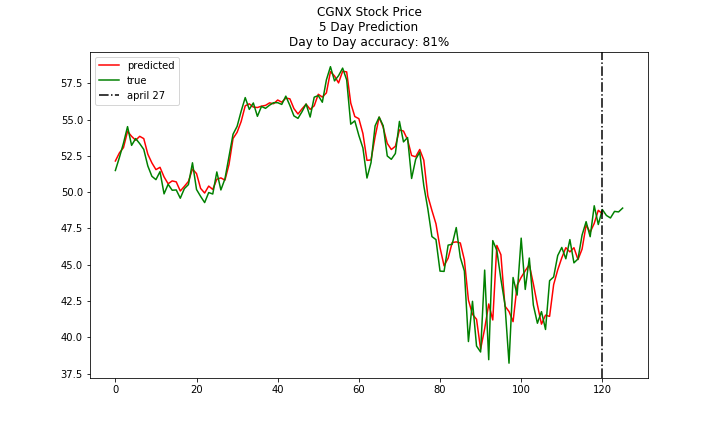 CGNX Stock Price
5 Day Prediction
Day to Day accuracy: 81%
predicted
true
april 27
57.5
55.0
52.5
50.0
47.5
45.0
42.5
40.0
37.5
0 20 40 60 80 100 120